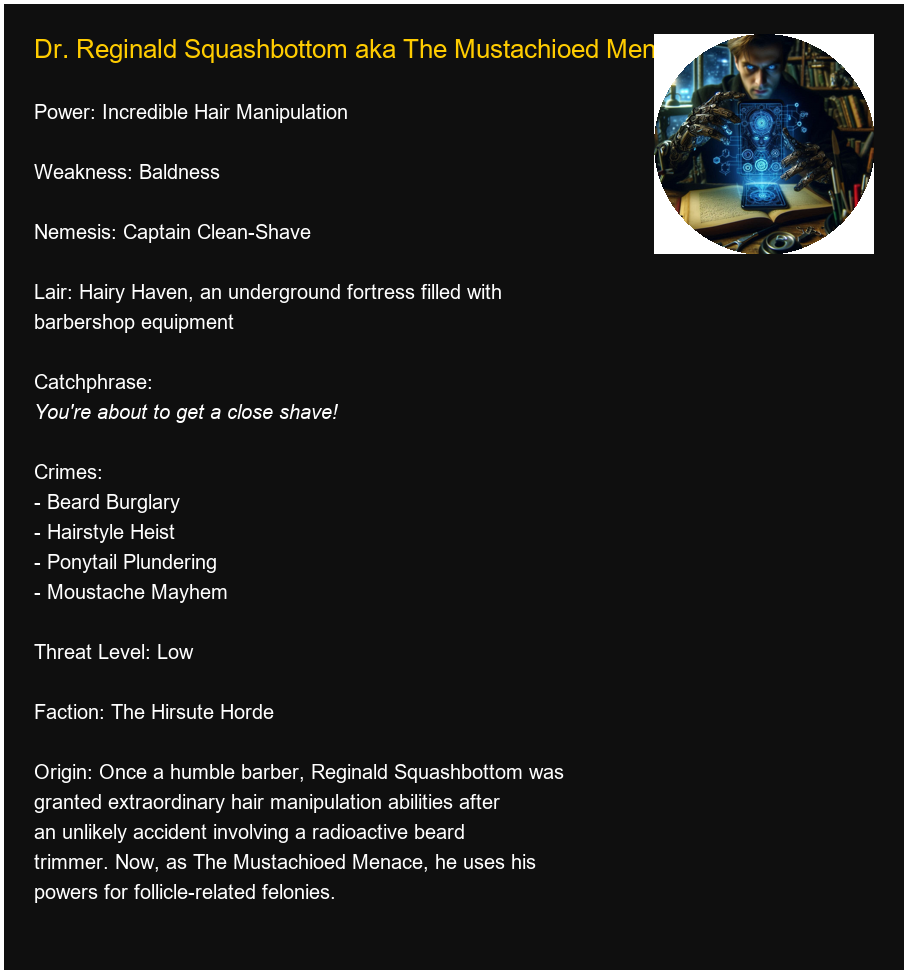 Dr. Reginald Squashbottom aka The Mustachioed Men
Power: Incredible Hair Manipulation
Weakness: Baldness
Nemesis: Captain Clean-Shave
Lair: Hairy Haven, an underground fortress filled with
barbershop equipment
Catchphrase:
You're about to get a close shave!
Crimes:
- Beard Burglary
- Hairstyle Heist
- Ponytail Plundering
- Moustache Mayhem
Threat Level: Low
Faction: The Hirsute Horde
Origin: Once a humble barber, Reginald Squashbottom was
granted extraordinary hair manipulation abilities after
an unlikely accident involving a radioactive beard
trimmer. Now, as The Mustachioed Menace, he uses his
powers for follicle-related felonies.